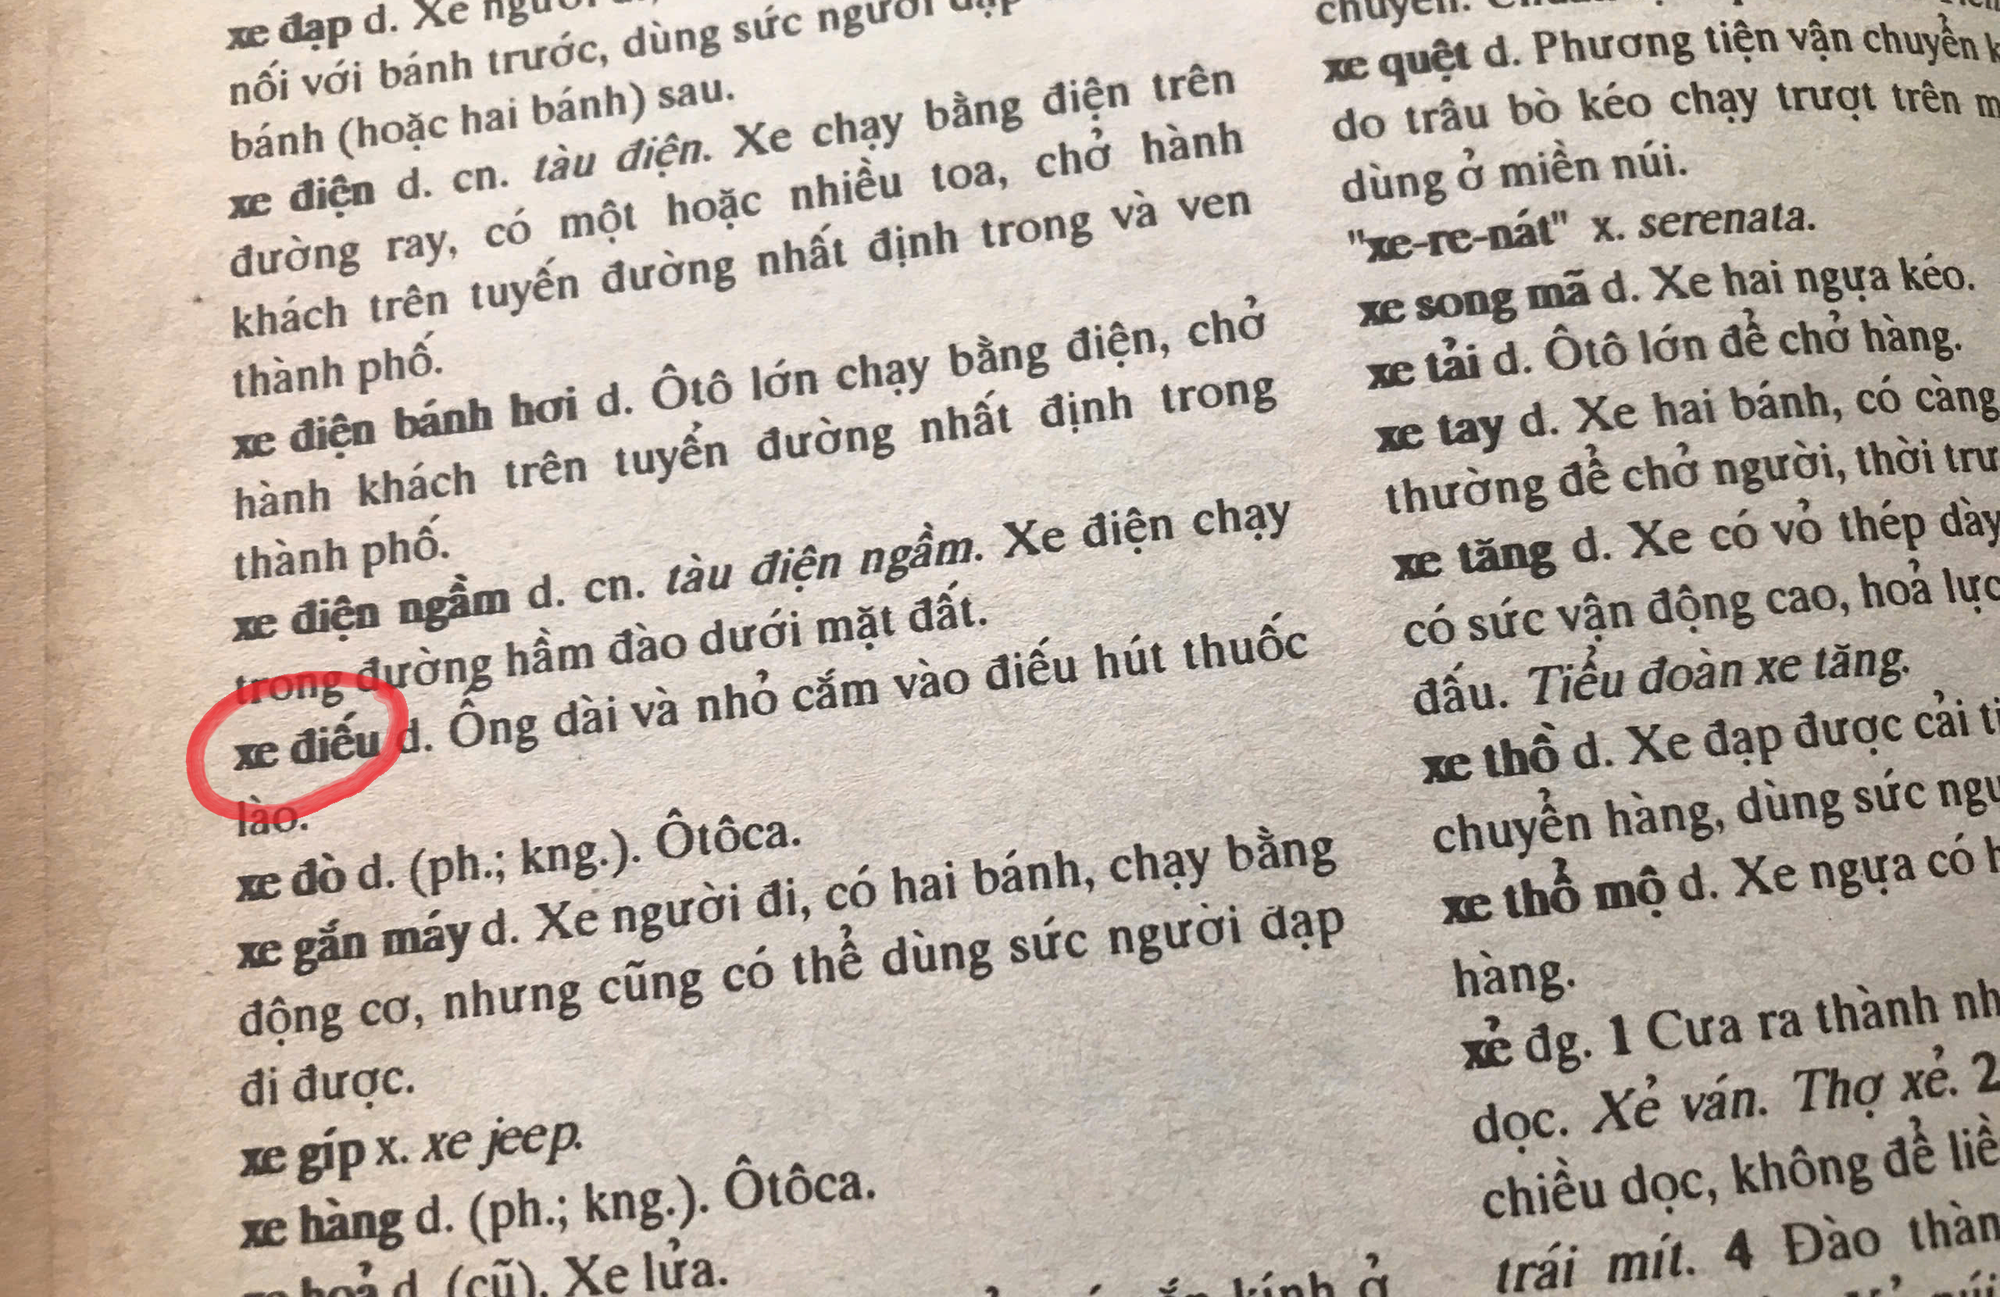 xe đạp d. Xe
nối với bánh trước, dùng sức người đạp
bánh (hoặc hai bánh) sau.
xe điện d. cn. tàu điện. Xe chạy bằng điện trên
đường ray, có một hoặc nhiều toa, chở hành
khách trên tuyến đường nhất định trong và ven
thành phố.
xe điện bánh hơi d. Ôtô lớn chạy bằng điện, chở
hành khách trên tuyến đường nhất định trong
thành phố.
xe điện ngầm d. cn. tàu điện ngầm. Xe điện chạy
trong đường hầm đào dưới mặt đất.
xe điếu d. Ống dài và nhỏ cắm vào điếu hút thuốc
lào.
xe đò d. (ph.; kng.). Ôtôca.
xe gắn máy d. Xe người đi, có hai bánh, chạy bằng
động cơ, nhưng cũng có thể dùng sức người đạp
đi được.
xe gíp x. xe jeep.
xe hàng d. (ph.; kng.). Ôtôca.
xe hoả d. (cũ). Xe lửa.
kính ở
xe quệt d. Phương tiện vận chuyển
do trâu bò kéo chạy trượt trên
dùng ở miền núi.
"xe-re-nát" x. serenata.
xe song mã d. Xe hai ngựa kéo.
xe tải d. Ôtô lớn để chở hàng.
xe tay d. Xe hai bánh, có càng
thường để chở người, thời
xe tăng d. Xe có vỏ thép dày
có sức vận động cao, hoả lực
đấu. Tiểu đoàn xe tăng.
xe thồ d. Xe đạp được cải
chuyển hàng, dùng sức
xe thổ mộ d. Xe ngựa có
hàng.
xẻ đg. 1 Cưa ra thành
dọc. Xẻ ván. Thợ xẻ. 2
chiều dọc, không để
trái mít. 4 Đào